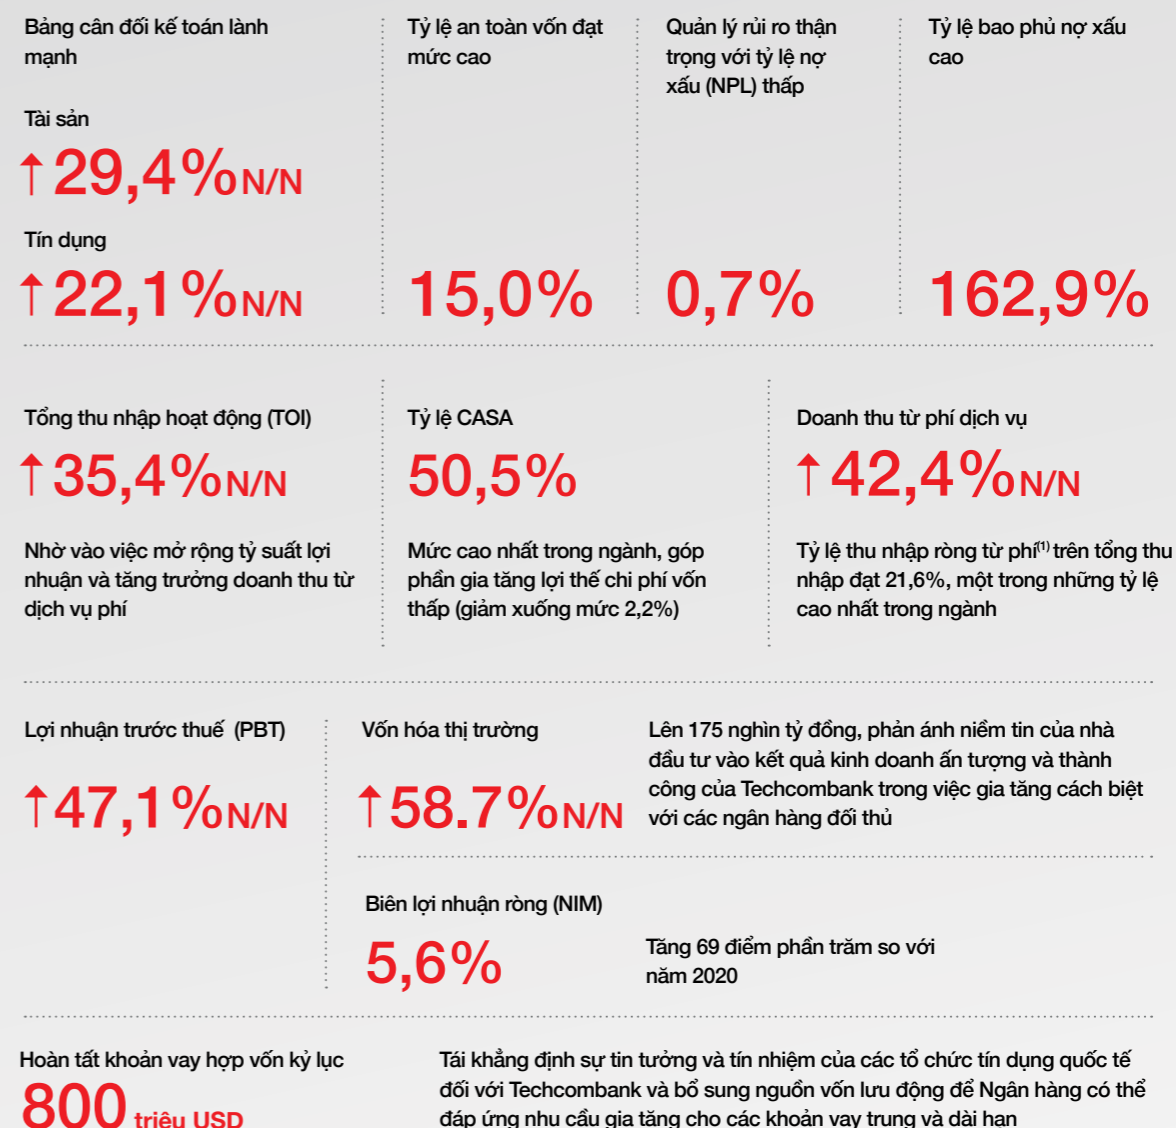 Bảng cân đối kế toán lành
mạnh
Tài sản
↑29,4% N/N
Tín dụng
↑22,1% N/N
Tỷ lệ an toàn vốn đạt
mức cao
15,0%
Quản lý rủi ro thận
trọng với tỷ lệ nợ
xấu (NPL) thấp
0,7%
Tỷ lệ bao phủ nợ xấu
cao
162,9%
Tổng thu nhập hoạt động (TOI)
↑35,4% N/N
Nhờ vào việc mở rộng tỷ suất lợi
nhuận và tăng trưởng doanh thu từ
dịch vụ phí
Tỷ lệ CASA
50,5%
Mức cao nhất trong ngành, góp
phần gia tăng lợi thế chi phí vốn
thấp (giảm xuống mức 2,2%)
Doanh thu từ phí dịch vụ
↑42,4% N/N
Tỷ lệ thu nhập ròng từ phí(1) trên tổng thu
nhập đạt 21,6%, một trong những tỷ lệ
cao nhất trong ngành
Lợi nhuận trước thuế (PBT)
↑47,1% N/N
Vốn hóa thị trường
↑58.7% N/N
Lên 175 nghìn tỷ đồng, phản ánh niềm tin của nhà
đầu tư vào kết quả kinh doanh ấn tượng và thành
công của Techcombank trong việc gia tăng cách biệt
với các ngân hàng đối thủ
Biên lợi nhuận ròng (NIM)
5,6%
Tăng 69 điểm phần trăm so với
năm 2020
Hoàn tất khoản vay hợp vốn kỷ lục
800 triệu USD
Tái khẳng định sự tin tưởng và tín nhiệm của các tổ chức tín dụng quốc tế
đối với Techcombank và bổ sung nguồn vốn lưu động để Ngân hàng có thể
đáp ứng nhu cầu gia tăng cho các khoản vay trung và dài hạn